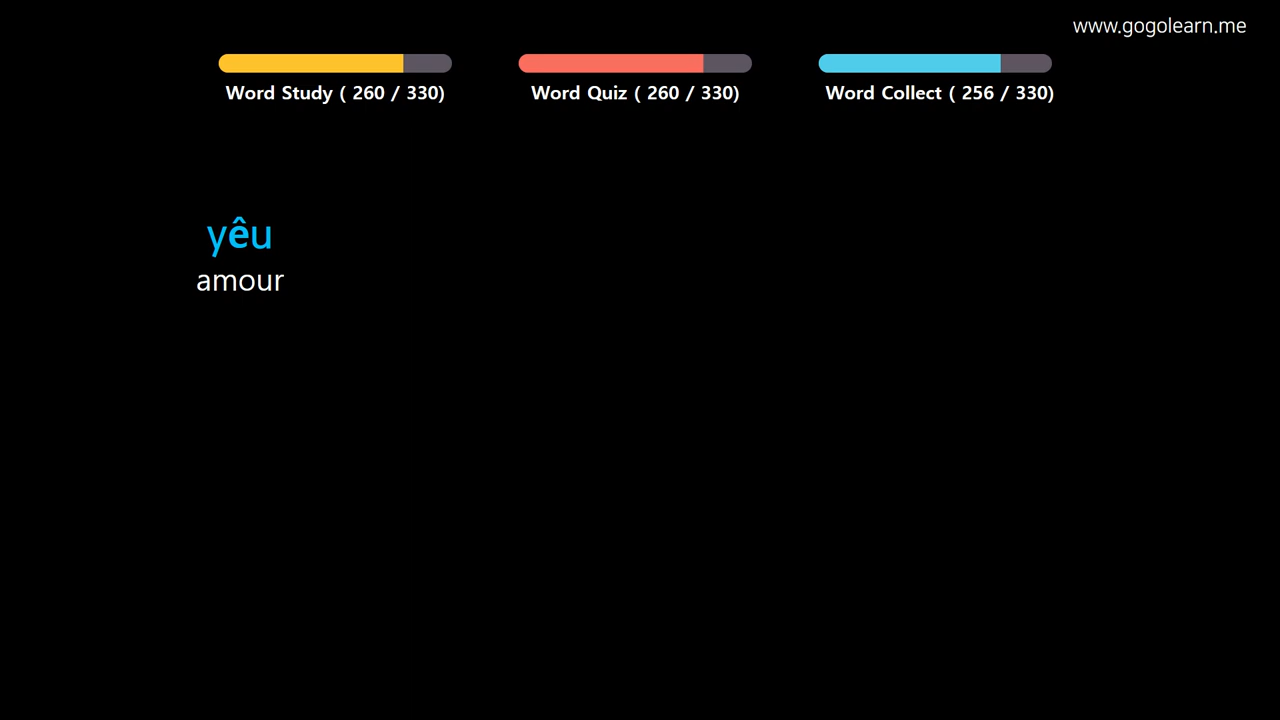 www.gogolearn.me
Word Study ( 260 / 330)
Word Quiz ( 260 / 330)
Word Collect ( 256 / 330)
yêu
amour